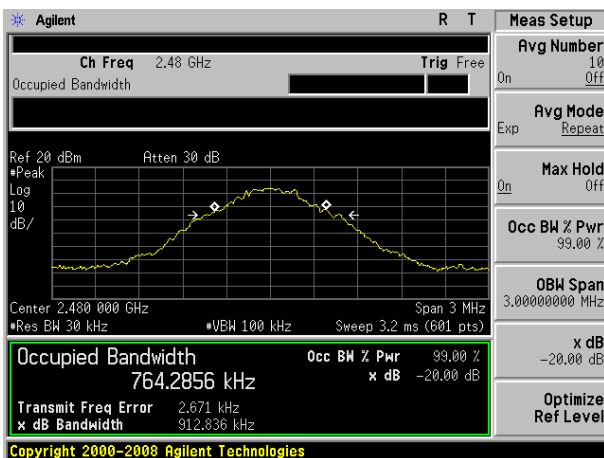 Agilent R T Meas Setup
Ch Freq 2.48 GHz Trig Free
Occupied Bandwidth
Ref 20 dBm Atten 30 dB
#Peak
Log
10
dB/
Center 2.480 000 GHz Span 3 MHz
#Res BW 30 kHz #VBW 100 kHz Sweep 3.2 ms (601 pts)
Occupied Bandwidth Occ BW % Pwr 99.00 %
764.2856 kHz x dB -20.00 dB
Transmit Freq Error 2.671 kHz
x dB Bandwidth 912.836 kHz
Copyright 2000-2008 Agilent Technologies
Avg Number
10
On Off
Avg Mode
Exp Repeat
Max Hold
On Off
Occ BW % Pwr
99.00 %
OBW Span
3.00000000 MHz
x dB
-20.00 dB
Optimize
Ref Level